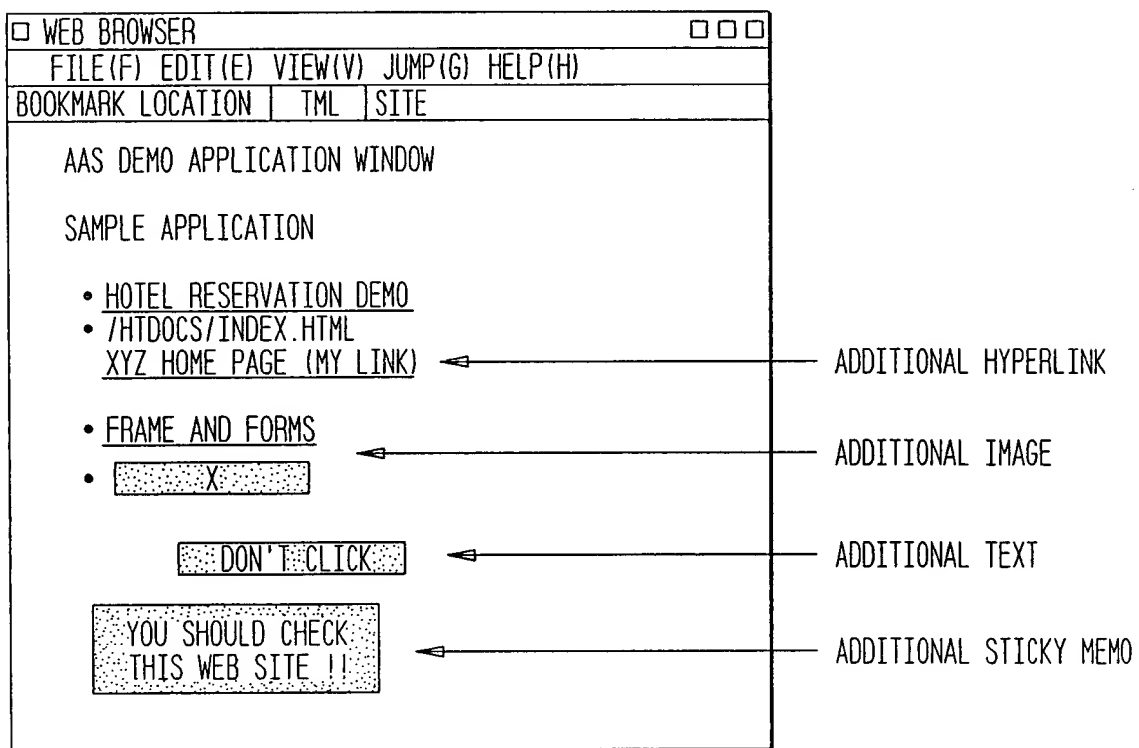 WEB BROWSER
FILE(F) EDIT(E) VIEW(V) JUMP(G) HELP(H)
BOOKMARK LOCATION TML SITE
AAS DEMO APPLICATION WINDOW
SAMPLE APPLICATION
• HOTEL RESERVATION DEMO
• /HTDOCS/INDEX.HTML
XYZ HOME PAGE (MY LINK)
ADDITIONAL HYPERLINK
• FRAME AND FORMS
ADDITIONAL IMAGE
• X
DON'T CLICK
ADDITIONAL TEXT
YOU SHOULD CHECK
THIS WEB SITE !!
ADDITIONAL STICKY MEMO